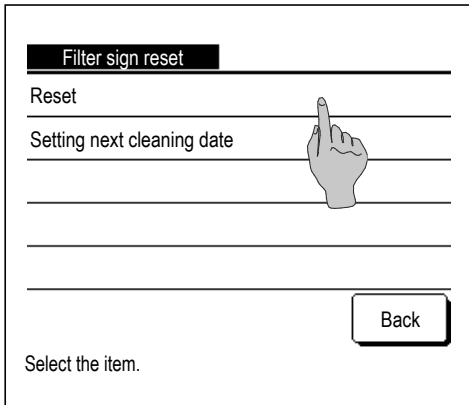 Filter sign reset
Reset
Setting next cleaning date
Back
Select the item.